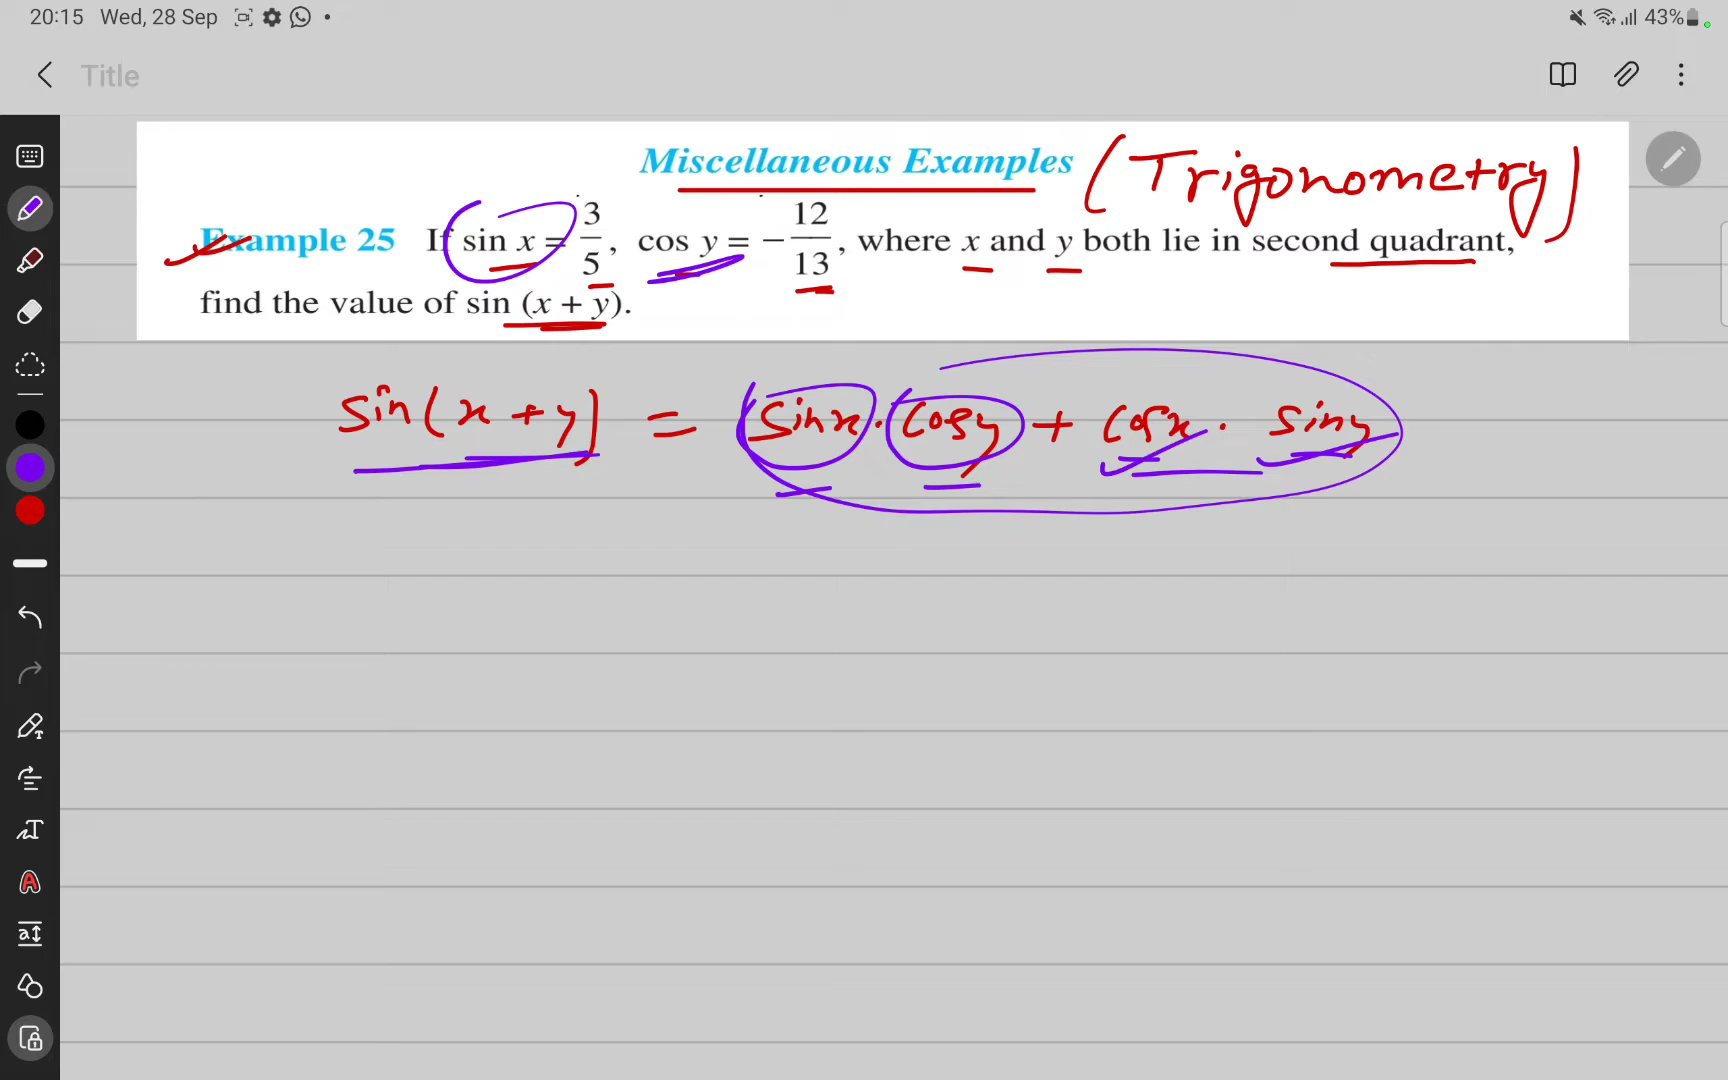 20:15 Wed, 28 Sep 43%
Title
Miscellaneous Examples (Trigonometry)
Example 25 If sin x = 3/5, cos y = −12/13, where x and y both lie in second quadrant,
find the value of sin (x + y).
sin(x + y) = sinx · cosy + cosx · siny